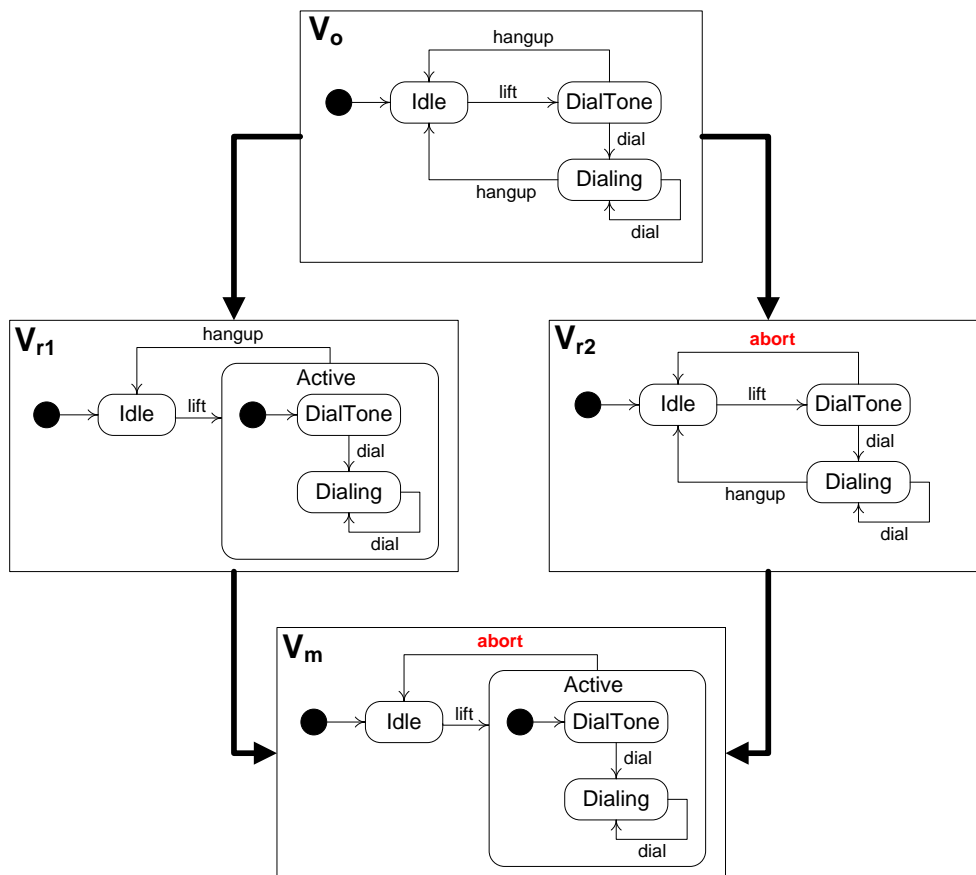 Vo
hangup
Idle
lift
DialTone
dial
Dialing
hangup
dial
Vr1
hangup
Active
Idle
lift
DialTone
dial
Dialing
dial
Vr2
abort
Idle
lift
DialTone
dial
Dialing
hangup
dial
Vm
abort
Active
Idle
lift
DialTone
dial
Dialing
dial